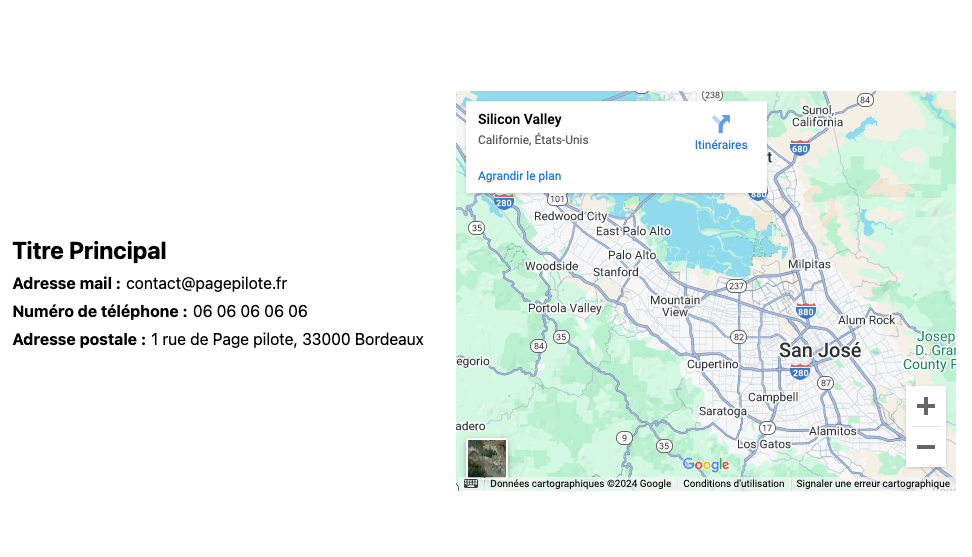 Titre Principal
Adresse mail : contact@pagepilote.fr
Numéro de téléphone : 06 06 06 06 06
Adresse postale : 1 rue de Page pilote, 33000 Bordeaux
Silicon Valley
Californie, États-Unis
Itinéraires
Agrandir le plan
238
84
Sunol,
California
680
t
880
280
101
Redwood City
35
East Palo Alto
Palo Alto
Woodside
Stanford
Milpitas
237
Mountain
View
Portola Valley
880
Alum Rock
84
35
82
San José
Josep
D. Gran
County P
egorio
Cupertino
280
87
Campbell
Saratoga
adero
9
35
17
Alamitos
Los Gatos
Google
Données cartographiques ©2024 Google
Conditions d'utilisation
Signaler une erreur cartographique